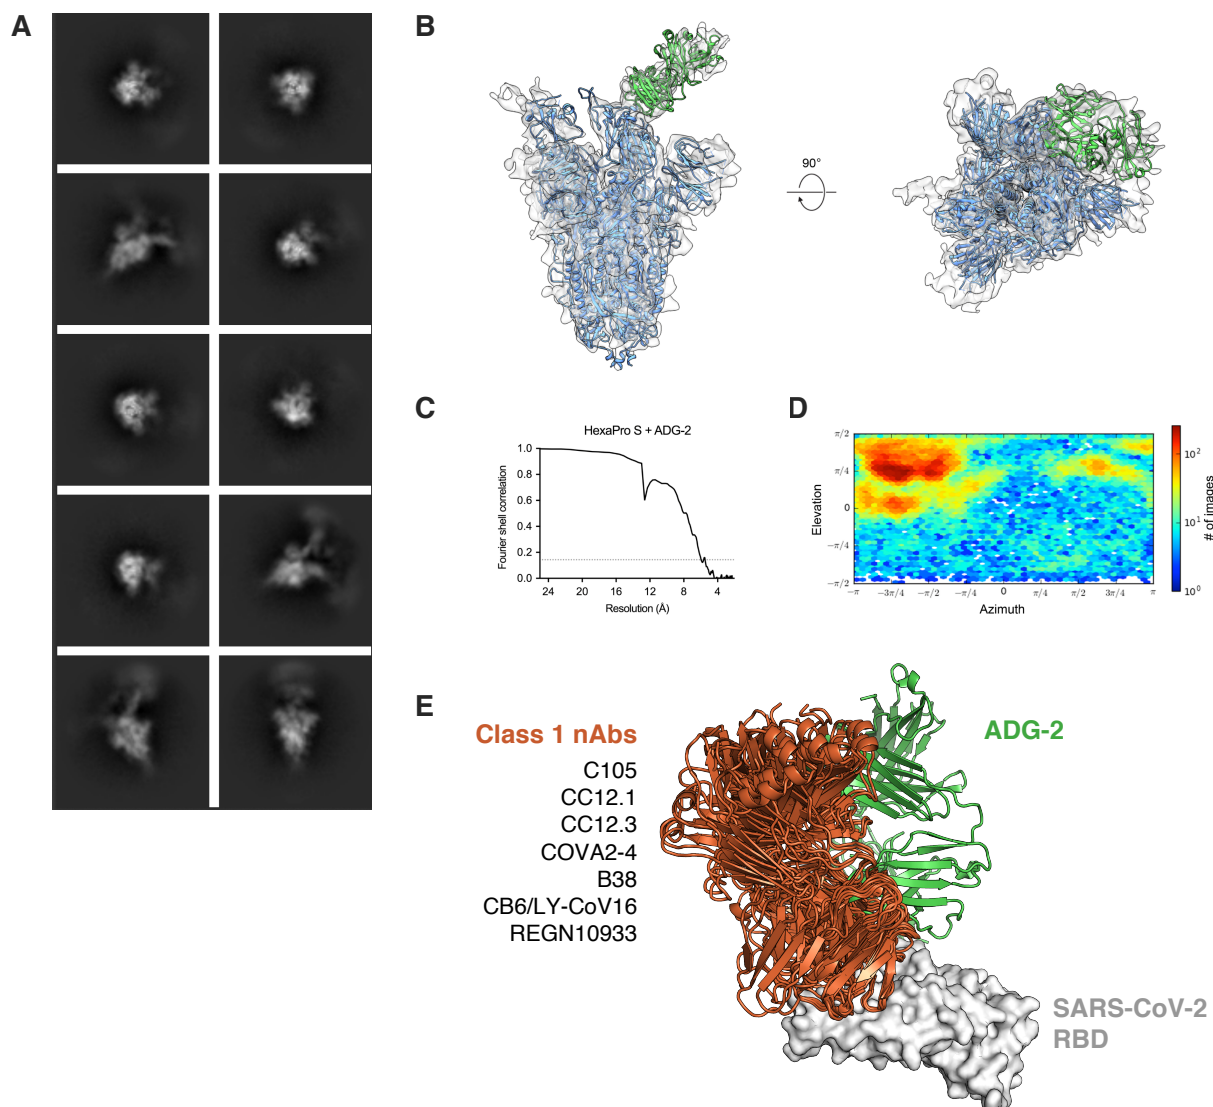 A
B
90°
C
HexaPro S + ADG-2
1.0
0.8
0.6
0.4
0.2
0.0
Fourier shell correlation
24 20 16 12 8 4
Resolution (Å)
D
π/2
π/4
0
−π/4
−π/2
Elevation
−π −3π/4 −π/2 −π/4 0 π/4 π/2 3π/4 π
Azimuth
10²
10¹
10⁰
# of images
E
Class 1 nAbs
C105
CC12.1
CC12.3
COVA2-4
B38
CB6/LY-CoV16
REGN10933
ADG-2
SARS-CoV-2
RBD